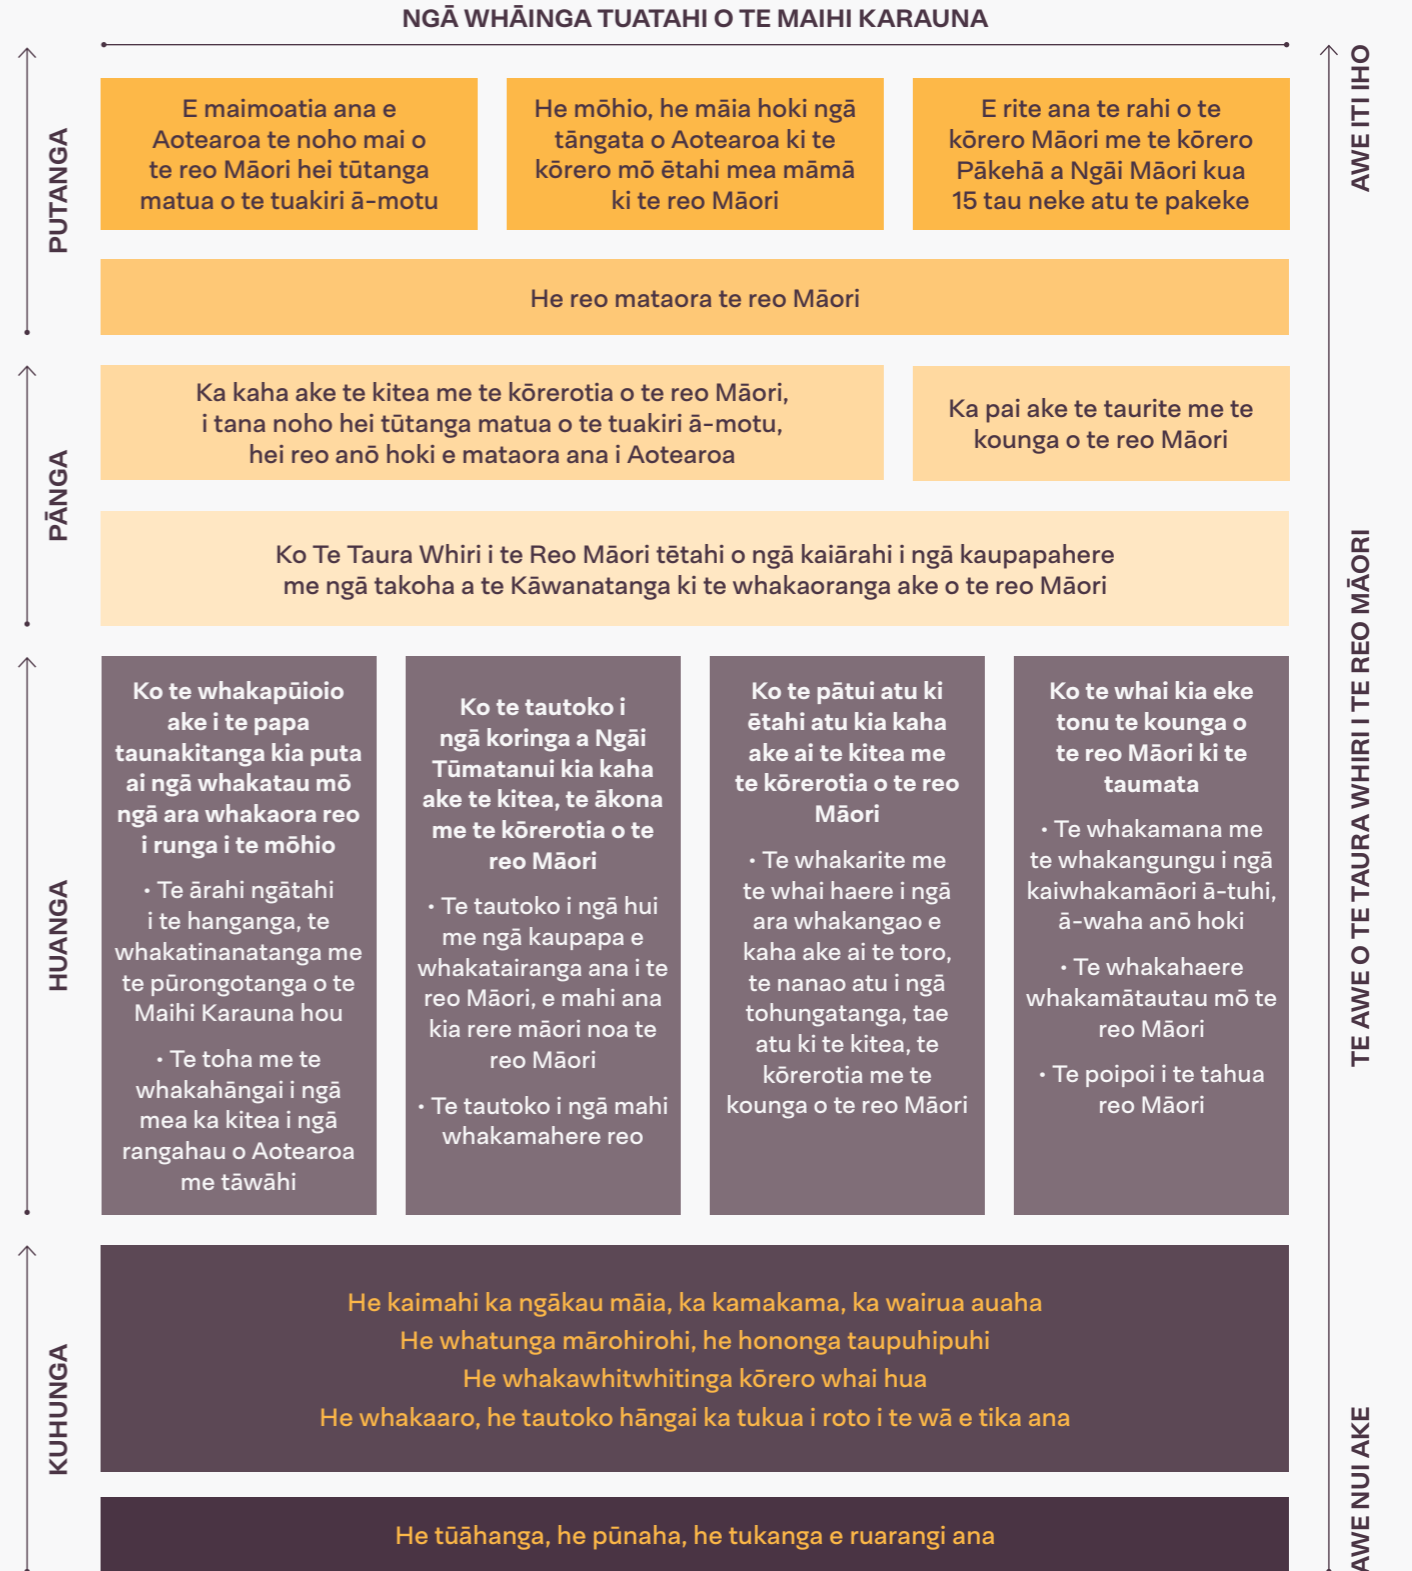 NGĀ WHĀINGA TUATAHI O TE MAIHI KARAUNA
PUTANGA
E maimoatia ana e
Aotearoa te noho mai o
te reo Māori hei tūtanga
matua o te tuakiri ā-motu
He mōhio, he māia hoki ngā
tāngata o Aotearoa ki te
kōrero mō ētahi mea māmā
ki te reo Māori
E rite ana te rahi o te
kōrero Māori me te kōrero
Pākehā a Ngāi Māori kua
15 tau neke atu te pakeke
He reo mataora te reo Māori
PĀNGA
Ka kaha ake te kitea me te kōrerotia o te reo Māori,
i tana noho hei tūtanga matua o te tuakiri ā-motu,
hei reo anō hoki e mataora ana i Aotearoa
Ka pai ake te taurite me te
kounga o te reo Māori
Ko Te Taura Whiri i te Reo Māori tētahi o ngā kaiārahi i ngā kaupapahere
me ngā takoha a te Kāwanatanga ki te whakaoranga ake o te reo Māori
HUANGA
Ko te whakapūioio
ake i te papa
taunakitanga kia puta
ai ngā whakatau mō
ngā ara whakaora reo
i runga i te mōhio
• Te ārahi ngātahi
i te hanganga, te
whakatinanatanga me
te pūrongotanga o te
Maihi Karauna hou
• Te toha me te
whakahāngai i ngā
mea ka kitea i ngā
rangahau o Aotearoa
me tāwāhi
Ko te tautoko i
ngā koringa a Ngāi
Tūmatanui kia kaha
ake te kitea, te ākona
me te kōrerotia o te
reo Māori
• Te tautoko i ngā hui
me ngā kaupapa e
whakatairanga ana i te
reo Māori, e mahi ana
kia rere māori noa te
reo Māori
• Te tautoko i ngā mahi
whakamahere reo
Ko te pātui atu ki
ētahi atu kia kaha
ake ai te kitea me
te kōrerotia o te reo
Māori
• Te whakarite me
te whai haere i ngā
ara whakangao e
kaha ake ai te toro,
te nanao atu i ngā
tohungatanga, tae
atu ki te kitea, te
kōrerotia me te
kounga o te reo Māori
Ko te whai kia eke
tonu te kounga o
te reo Māori ki te
taumata
• Te whakamana me
te whakangungu i ngā
kaiwhakamāori ā-tuhi,
ā-waha anō hoki
• Te whakahaere
whakamātautau mō te
reo Māori
• Te poipoi i te tahua
reo Māori
KUHUNGA
He kaimahi ka ngākau māia, ka kamakama, ka wairua auaha
He whatunga mārohirohi, he hononga taupuhipuhi
He whakawhitwhitinga kōrero whai hua
He whakaaro, he tautoko hāngai ka tukua i roto i te wā e tika ana
He tūāhanga, he pūnaha, he tukanga e ruarangi ana
AWE ITI IHO
TE AWE O TE TAURA WHIRI I TE REO MĀORI
AWE NUI AKE